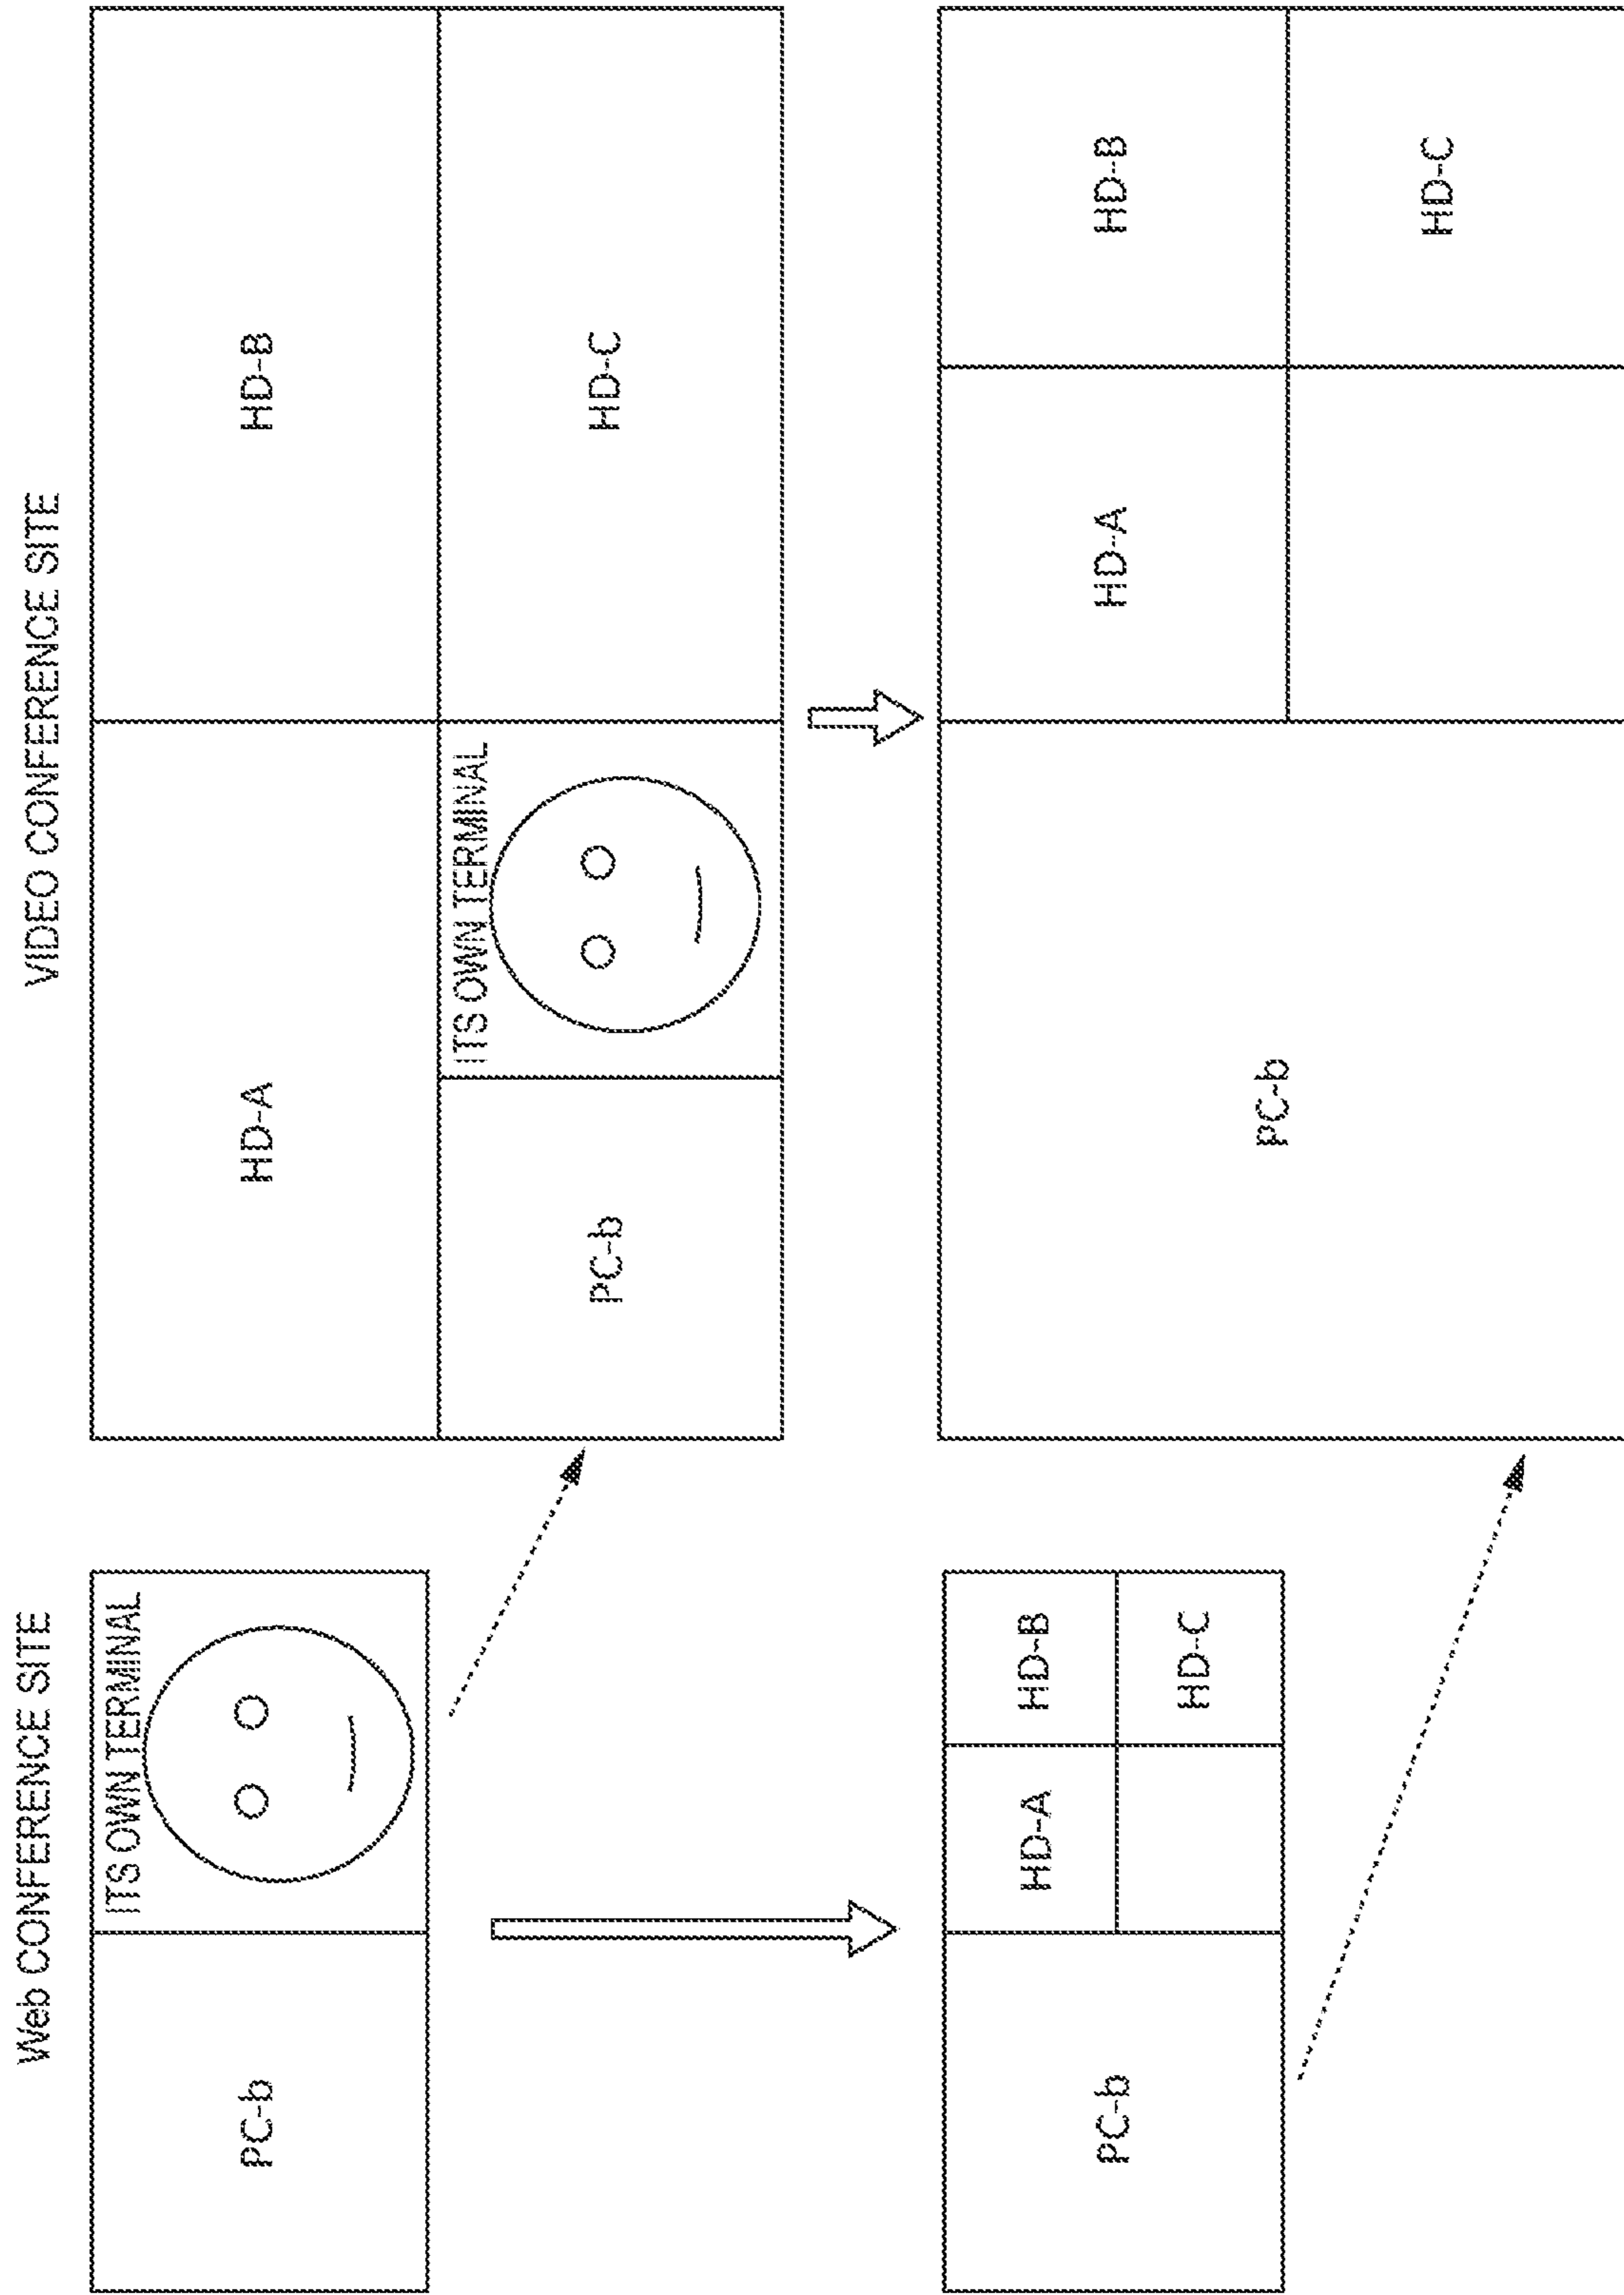 Web CONFERENCE SITE
VIDEO CONFERENCE SITE
PC-b
ITS OWN TERMINAL
HD-A
HD-B
PC-b
ITS OWN TERMINAL
HD-C
PC-b
HD-A
HD-B
HD-C
PC-b
HD-A
HD-B
HD-C